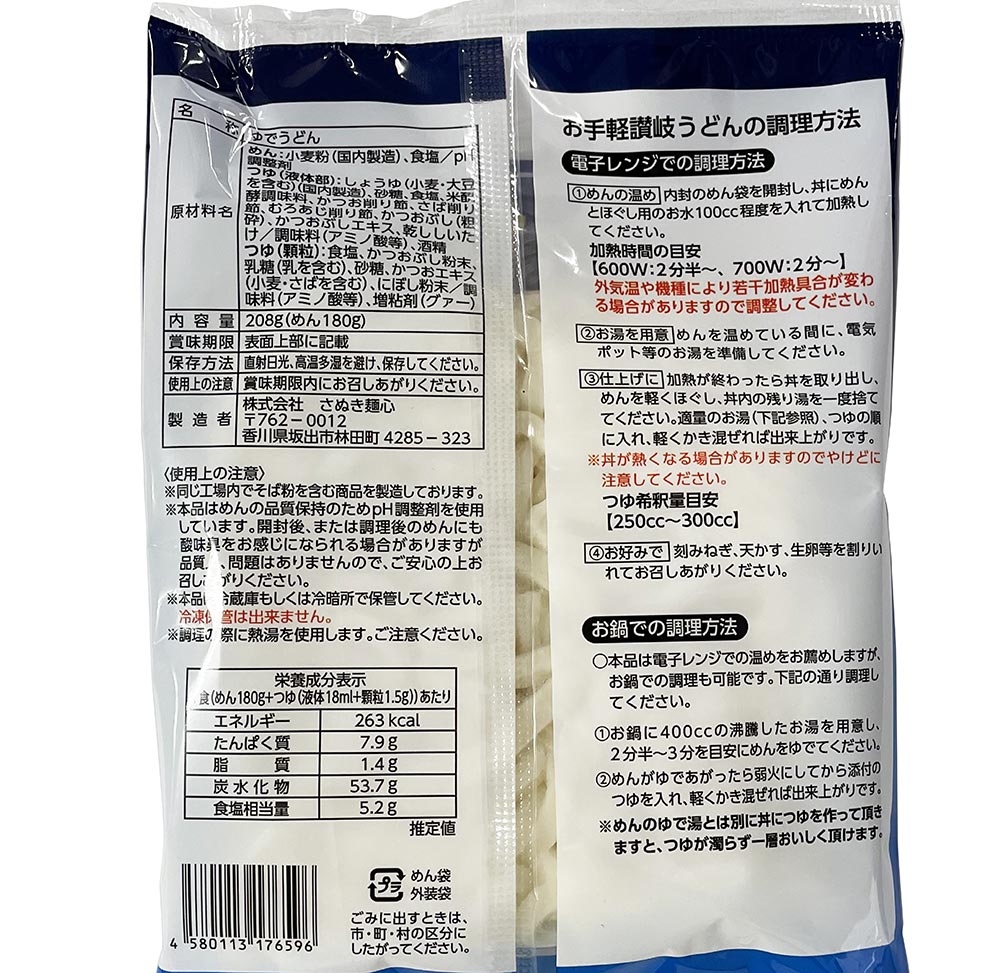 名称
ゆでうどん
原材料名
めん:小麦粉(国内製造)、食塩/pH
調整剤
つゆ(液体部):しょうゆ(小麦・大豆
を含む)(国内製造)、砂糖、食塩、米醗
酵調味料、かつお削り節、さば削り
節、むろあじ削り節、かつおぶし(粗
砕)、かつおぶしエキス、乾ししいた
け/調味料(アミノ酸等)、酒精
つゆ(顆粒):食塩、かつおぶし粉末、
乳糖(乳を含む)、砂糖、かつおエキス
(小麦・さばを含む)、にぼし粉末/調
味料(アミノ酸等)、増粘剤(グァー)
内容量 208g(めん180g)
賞味期限 表面上部に記載
保存方法 直射日光、高温多湿を避け、保存してください。
使用上の注意 賞味期限内にお召しあがりください。
製造者
株式会社 さぬき麺心
〒762-0012
香川県坂出市林田町4285-323
〈使用上の注意〉
※同じ工場内でそば粉を含む商品を製造しております。
※本品はめんの品質保持のためpH調整剤を使用
しています。開封後、または調理後のめんにも
酸味臭をお感じになられる場合がありますが
品質、問題はありませんので、ご安心の上お
召しあがりください。
※本品は冷蔵庫もしくは冷暗所で保管してください。
冷凍保管は出来ません。
※調理の際に熱湯を使用します。ご注意ください。
栄養成分表示
食(めん180g+つゆ(液体18ml+顆粒1.5g))あたり
エネルギー 263kcal
たんぱく質 7.9g
脂質 1.4g
炭水化物 53.7g
食塩相当量 5.2g
推定値
4 580113 176596
プラ
めん袋
外装袋
ごみに出すときは、
市・町・村の区分に
したがってください。
お手軽讃岐うどんの調理方法
電子レンジでの調理方法
①めんの温め 内封のめん袋を開封し、丼にめん
とほぐし用のお水100cc程度を入れて加熱し
てください。
加熱時間の目安
【600W:2分半〜、700W:2分〜】
外気温や機種により若干加熱具合が変わ
る場合がありますので調整してください。
②お湯を用意 めんを温めている間に、電気
ポット等のお湯を準備してください。
③仕上げに 加熱が終わったら丼を取り出し、
めんを軽くほぐし、丼内の残り湯を一度捨て
てください。適量のお湯(下記参照)、つゆの順
に入れ、軽くかき混ぜれば出来上がりです。
※丼が熱くなる場合がありますのでやけどに
注意してください。
つゆ希釈量目安
【250cc〜300cc】
④お好みで 刻みねぎ、天かす、生卵等を割りい
れてお召しあがりください。
お鍋での調理方法
○本品は電子レンジでの温めをお薦めしますが、
お鍋での調理も可能です。下記の通り調理し
てください。
①お鍋に400ccの沸騰したお湯を用意し、
2分半〜3分を目安にめんをゆでてください。
②めんがゆであがったら弱火にしてから添付の
つゆを入れ、軽くかき混ぜれば出来上がりです。
※めんのゆで湯とは別に丼につゆを作って頂き
ますと、つゆが濁らず一層おいしく頂けます。